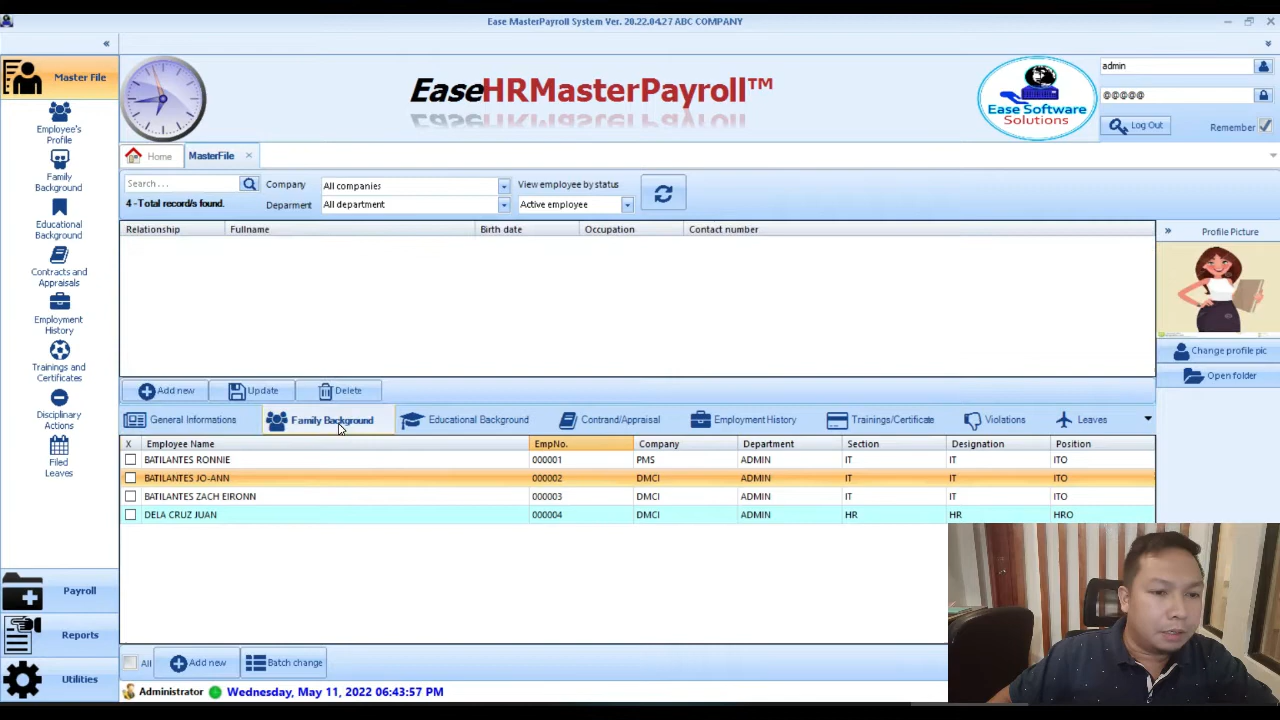 Ease MasterPayroll System Ver. 20.22.04.27 ABC COMPANY
Master File
Employee's
Profile
Family
Background
Educational
Background
Contracts and
Appraisals
Employment
History
Trainings and
Certificates
Disciplinary
Actions
Filed
Leaves
Payroll
Reports
Utilities
EaseHRMasterPayroll™
Ease Software
Solutions
admin
@@@@@
Log Out
Remember
Home
MasterFile
Search . . .
Company
All companies
View employee by status
4 - Total record/s found.
Deparment
All department
Active employee
Relationship Fullname Birth date Occupation Contact number
Profile Picture
Change profile pic
Open folder
Add new Update Delete
General Informations Family Background Educational Background Contrand/Appraisal Employment History Trainings/Certificate Violations Leaves
X Employee Name EmpNo. Company Department Section Designation Position
BATILANTES RONNIE 000001 PMS ADMIN IT IT ITO
BATILANTES JO-ANN 000002 DMCI ADMIN IT IT ITO
BATILANTES ZACH EIRONN 000003 DMCI ADMIN IT IT ITO
DELA CRUZ JUAN 000004 DMCI ADMIN HR HR HRO
All Add new Batch change
Administrator Wednesday, May 11, 2022 06:43:57 PM